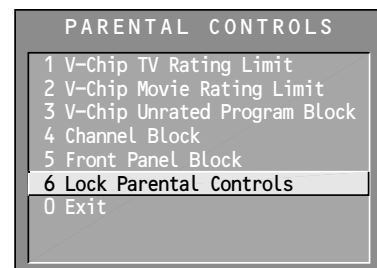 PARENTAL CONTROLS
1 V-Chip TV Rating Limit
2 V-Chip Movie Rating Limit
3 V-Chip Unrated Program Block
4 Channel Block
5 Front Panel Block
6 Lock Parental Controls
0 Exit